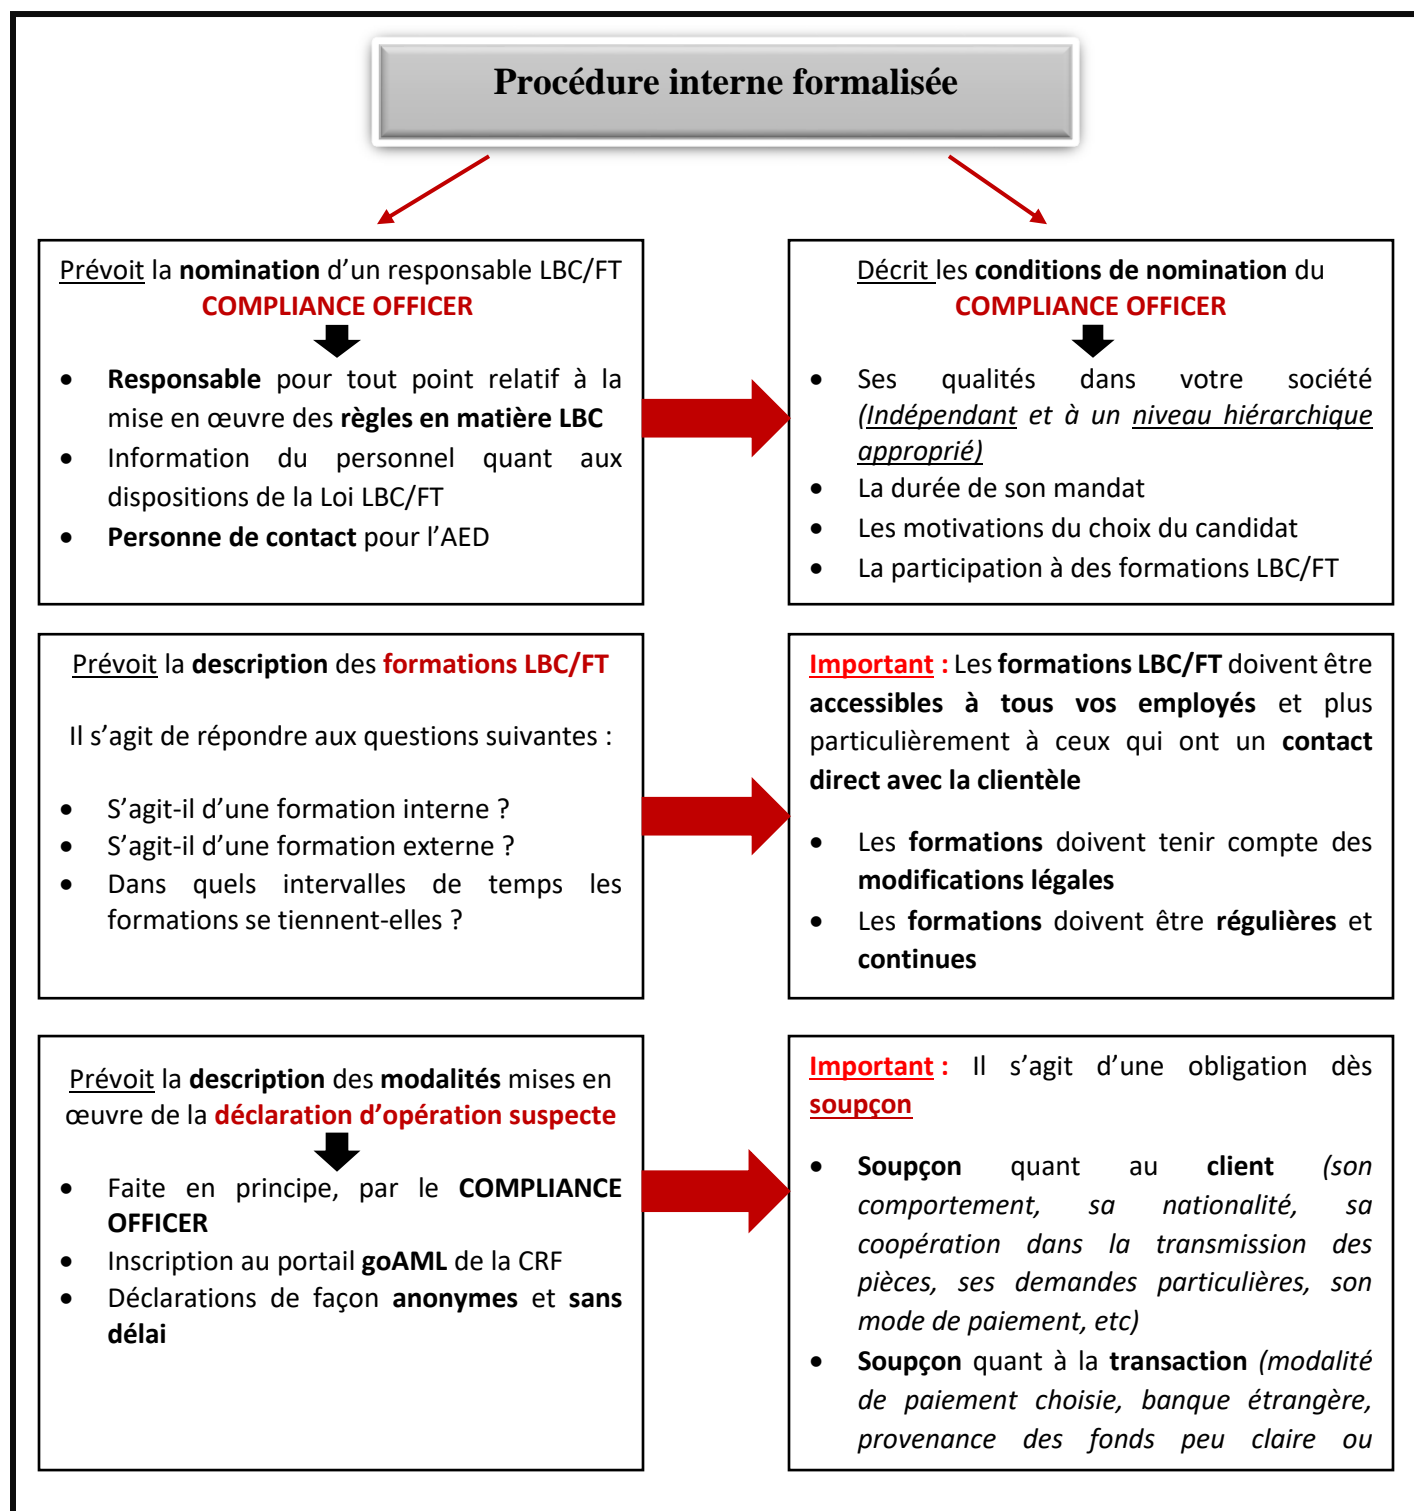 Procédure interne formalisée
Prévoit la nomination d’un responsable LBC/FT
COMPLIANCE OFFICER
• Responsable pour tout point relatif à la
mise en œuvre des règles en matière LBC
• Information du personnel quant aux
dispositions de la Loi LBC/FT
• Personne de contact pour l’AED
Décrit les conditions de nomination du
COMPLIANCE OFFICER
• Ses qualités dans votre société
(Indépendant et à un niveau hiérarchique
approprié)
• La durée de son mandat
• Les motivations du choix du candidat
• La participation à des formations LBC/FT
Prévoit la description des formations LBC/FT
Il s’agit de répondre aux questions suivantes :
• S’agit-il d’une formation interne ?
• S’agit-il d’une formation externe ?
• Dans quels intervalles de temps les
formations se tiennent-elles ?
Important : Les formations LBC/FT doivent être
accessibles à tous vos employés et plus
particulièrement à ceux qui ont un contact
direct avec la clientèle
• Les formations doivent tenir compte des
modifications légales
• Les formations doivent être régulières et
continues
Prévoit la description des modalités mises en
œuvre de la déclaration d’opération suspecte
• Faite en principe, par le COMPLIANCE
OFFICER
• Inscription au portail goAML de la CRF
• Déclarations de façon anonymes et sans
délai
Important : Il s’agit d’une obligation dès
soupçon
• Soupçon quant au client (son
comportement, sa nationalité, sa
coopération dans la transmission des
pièces, ses demandes particulières, son
mode de paiement, etc)
• Soupçon quant à la transaction (modalité
de paiement choisie, banque étrangère,
provenance des fonds peu claire ou